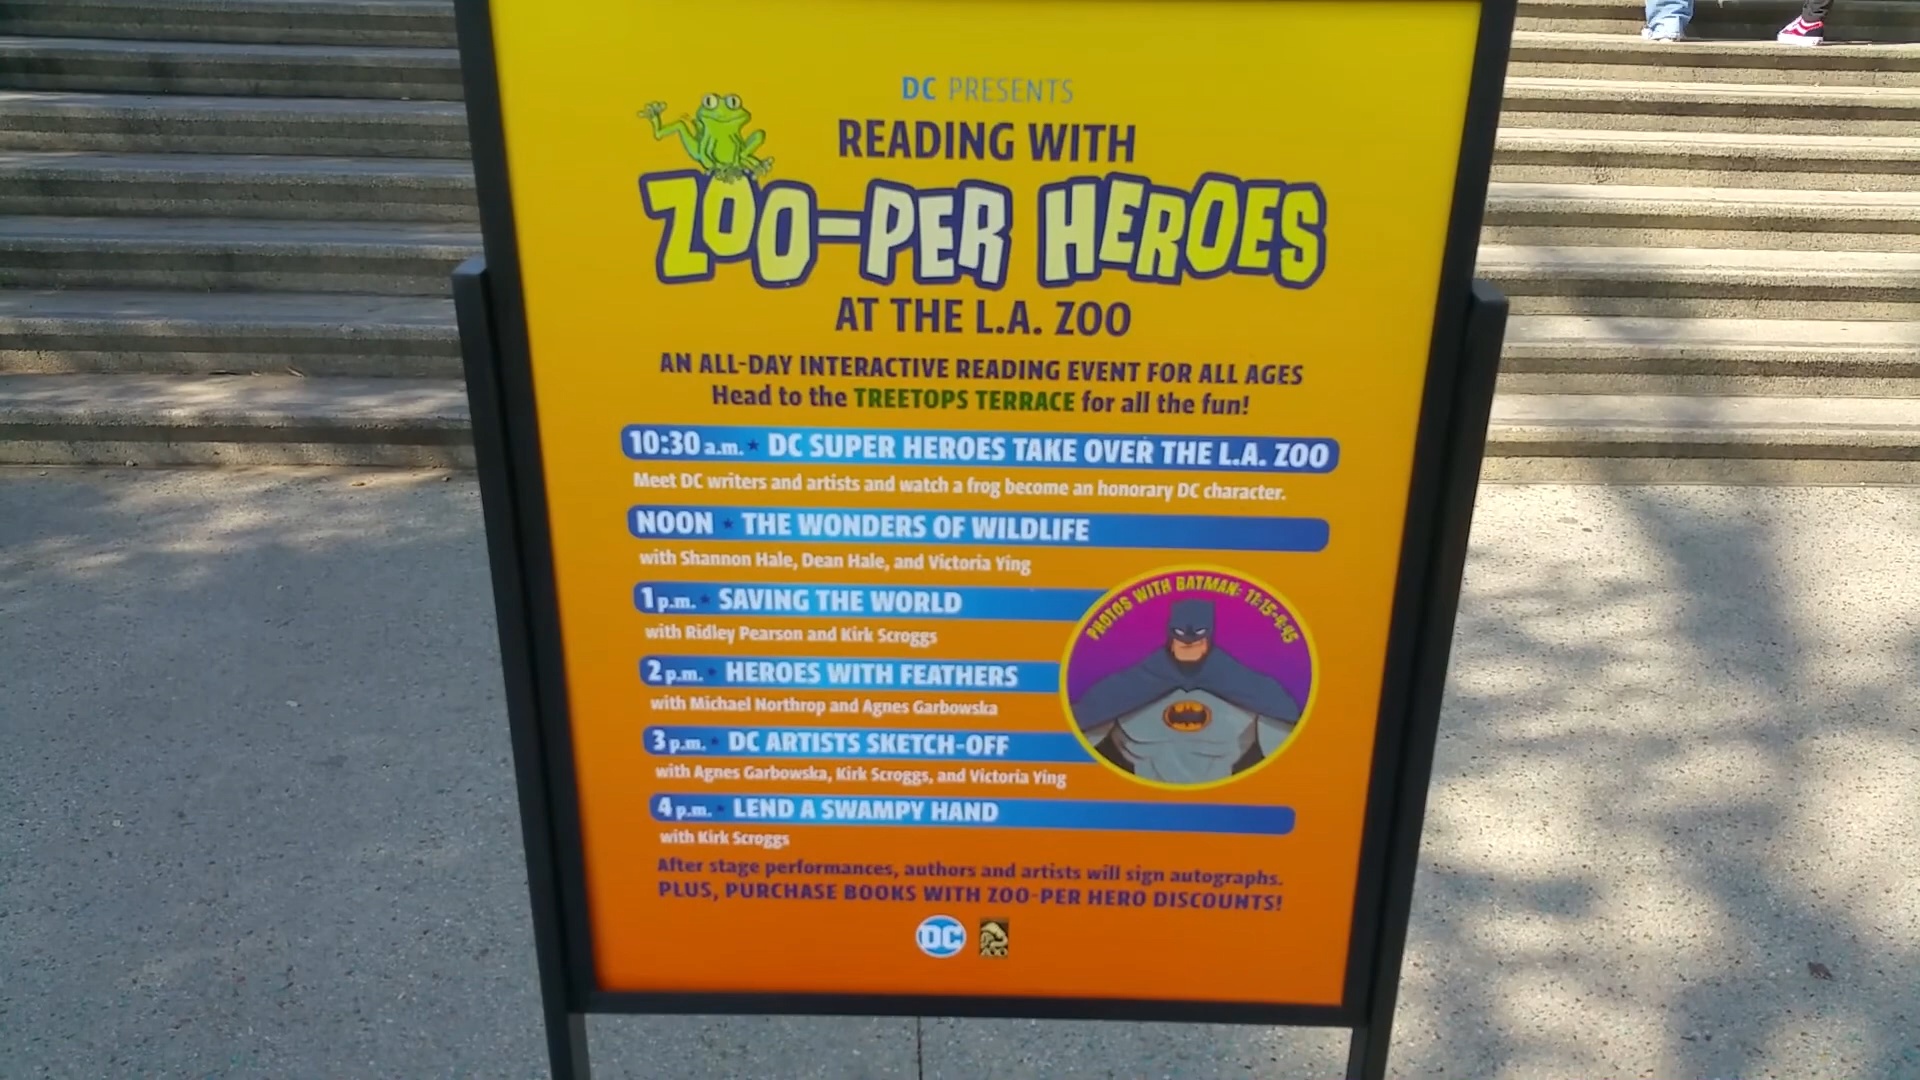 DC PRESENTS
READING WITH
ZOO-PER HEROES
AT THE L.A. ZOO
AN ALL-DAY INTERACTIVE READING EVENT FOR ALL AGES
Head to the TREETOPS TERRACE for all the fun!
10:30 a.m. ★ DC SUPER HEROES TAKE OVER THE L.A. ZOO
Meet DC writers and artists and watch a frog become an honorary DC character.
NOON ★ THE WONDERS OF WILDLIFE
with Shannon Hale, Dean Hale, and Victoria Ying
1 p.m. ★ SAVING THE WORLD
with Ridley Pearson and Kirk Scroggs
2 p.m. ★ HEROES WITH FEATHERS
with Michael Northrop and Agnes Garbowska
3 p.m. ★ DC ARTISTS SKETCH-OFF
with Agnes Garbowska, Kirk Scroggs, and Victoria Ying
4 p.m. ★ LEND A SWAMPY HAND
with Kirk Scroggs
PHOTOS WITH BATMAN: 11:15-4:45
After stage performances, authors and artists will sign autographs.
PLUS, PURCHASE BOOKS WITH ZOO-PER HERO DISCOUNTS!
DC
ZOO